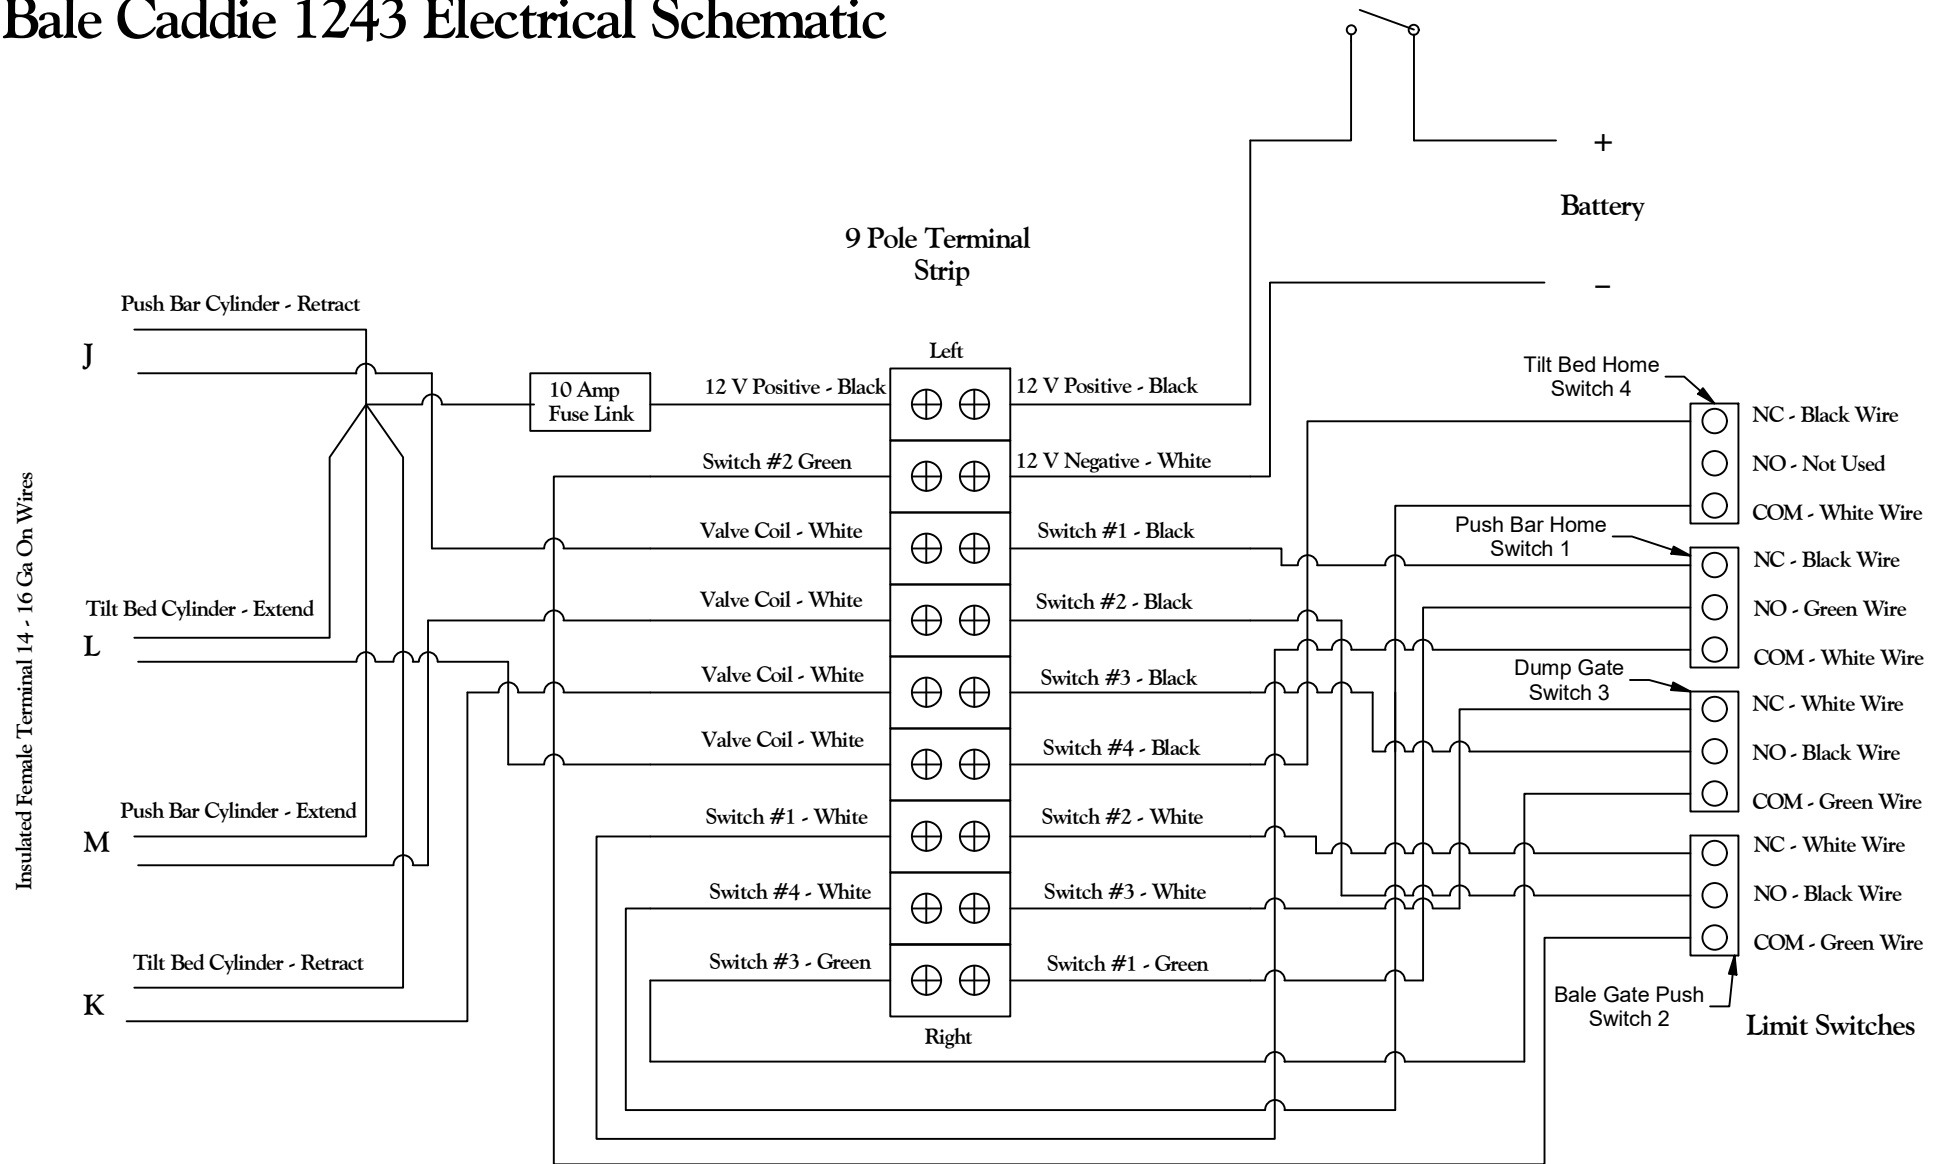 Bale Caddie 1243 Electrical Schematic
+
Battery
−
9 Pole Terminal
Strip
Left
Push Bar Cylinder - Retract
J
10 Amp
Fuse Link
12 V Positive - Black
12 V Positive - Black
Switch #2 Green
12 V Negative - White
Valve Coil - White
Switch #1 - Black
Valve Coil - White
Switch #2 - Black
Valve Coil - White
Switch #3 - Black
Valve Coil - White
Switch #4 - Black
Switch #1 - White
Switch #2 - White
Switch #4 - White
Switch #3 - White
Switch #3 - Green
Switch #1 - Green
Right
Insulated Female Terminal 14 - 16 Ga On Wires
Tilt Bed Cylinder - Extend
L
Push Bar Cylinder - Extend
M
Tilt Bed Cylinder - Retract
K
Tilt Bed Home
Switch 4
NC - Black Wire
NO - Not Used
COM - White Wire
Push Bar Home
Switch 1
NC - Black Wire
NO - Green Wire
COM - White Wire
Dump Gate
Switch 3
NC - White Wire
NO - Black Wire
COM - Green Wire
NC - White Wire
NO - Black Wire
COM - Green Wire
Bale Gate Push
Switch 2
Limit Switches